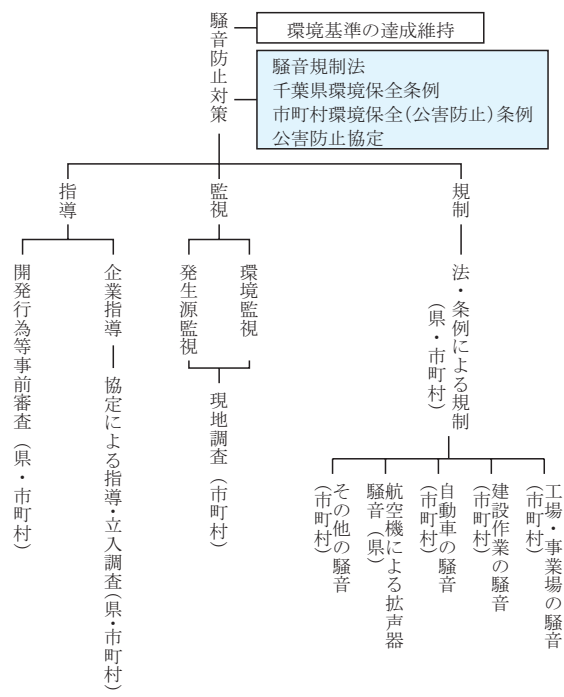 騒音防止対策
環境基準の達成維持
騒音規制法
千葉県環境保全条例
市町村環境保全(公害防止)条例
公害防止協定
規制
法・条例による規制
(県・市町村)
工場・事業場の騒音
(市町村)
建設作業の騒音
(市町村)
自動車の騒音
(市町村)
航空機による拡声器
騒音(県)
その他の騒音
(市町村)
監視
環境監視
発生源監視
現地調査(市町村)
指導
企業指導
協定による指導・立入調査(県・市町村)
開発行為等事前審査(県・市町村)